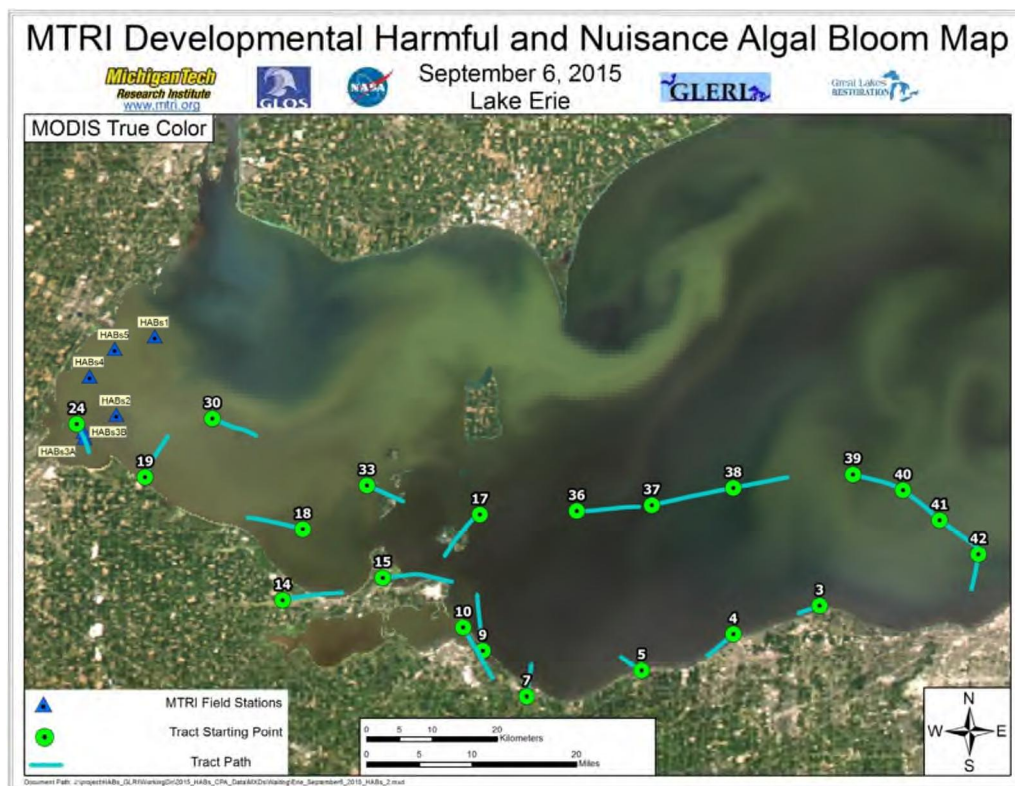 MTRI Developmental Harmful and Nuisance Algal Bloom Map
MichiganTech
Research Institute
www.mtri.org
GLOS
NASA
September 6, 2015
Lake Erie
GLERL
Great Lakes
RESTORATION
MODIS True Color
HABs1
HABs5
HABs4
HABs2
24
HABs3B
HABs3A
30
19
33
18
17
36
37
38
39
40
41
42
15
14
10
9
7
5
4
3
MTRI Field Stations
Tract Starting Point
Tract Path
0 5 10 20
Kilometers
0 5 10 20
Miles
N
W E
S